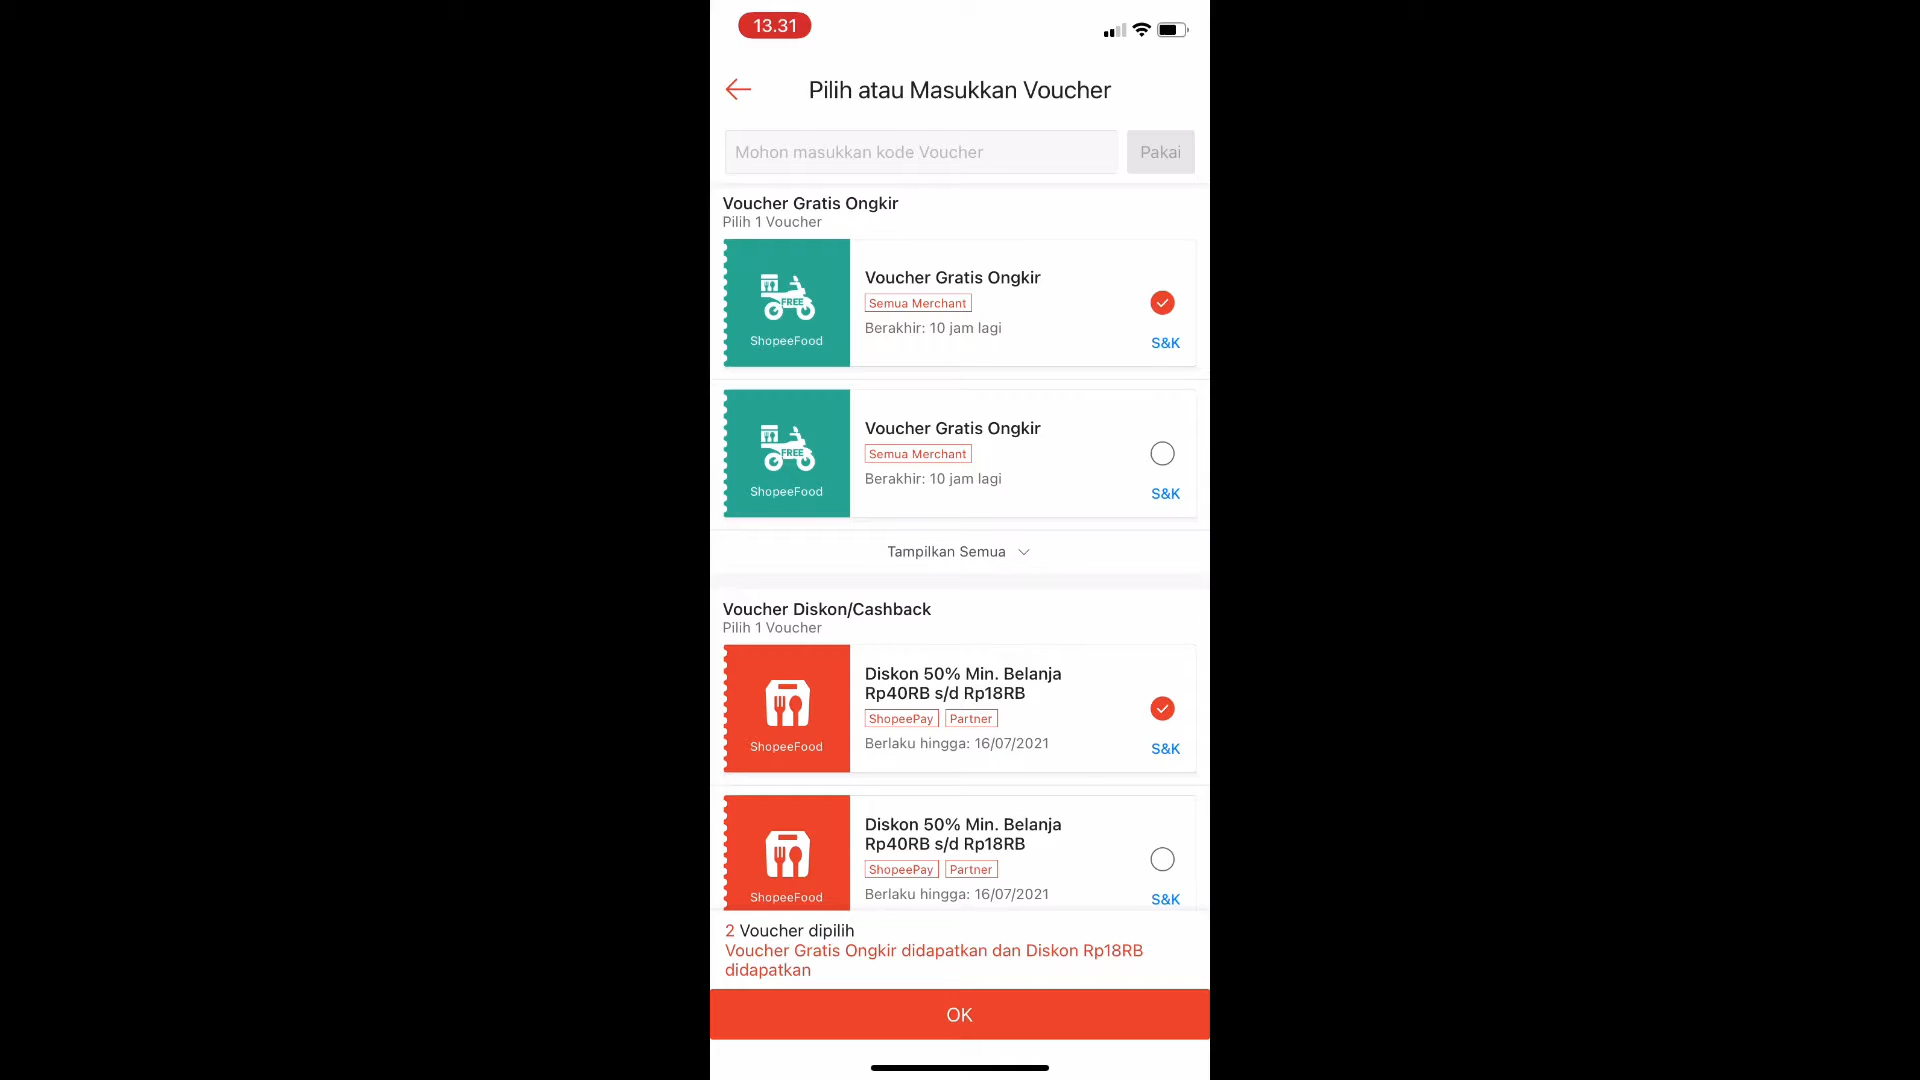 13.31
Pilih atau Masukkan Voucher
Mohon masukkan kode Voucher
Pakai
Voucher Gratis Ongkir
Pilih 1 Voucher
FREE
ShopeeFood
Voucher Gratis Ongkir
Semua Merchant
Berakhir: 10 jam lagi
S&K
FREE
ShopeeFood
Voucher Gratis Ongkir
Semua Merchant
Berakhir: 10 jam lagi
S&K
Tampilkan Semua
Voucher Diskon/Cashback
Pilih 1 Voucher
ShopeeFood
Diskon 50% Min. Belanja
Rp40RB s/d Rp18RB
ShopeePay Partner
Berlaku hingga: 16/07/2021
S&K
ShopeeFood
Diskon 50% Min. Belanja
Rp40RB s/d Rp18RB
ShopeePay Partner
Berlaku hingga: 16/07/2021
S&K
2 Voucher dipilih
Voucher Gratis Ongkir didapatkan dan Diskon Rp18RB
didapatkan
OK